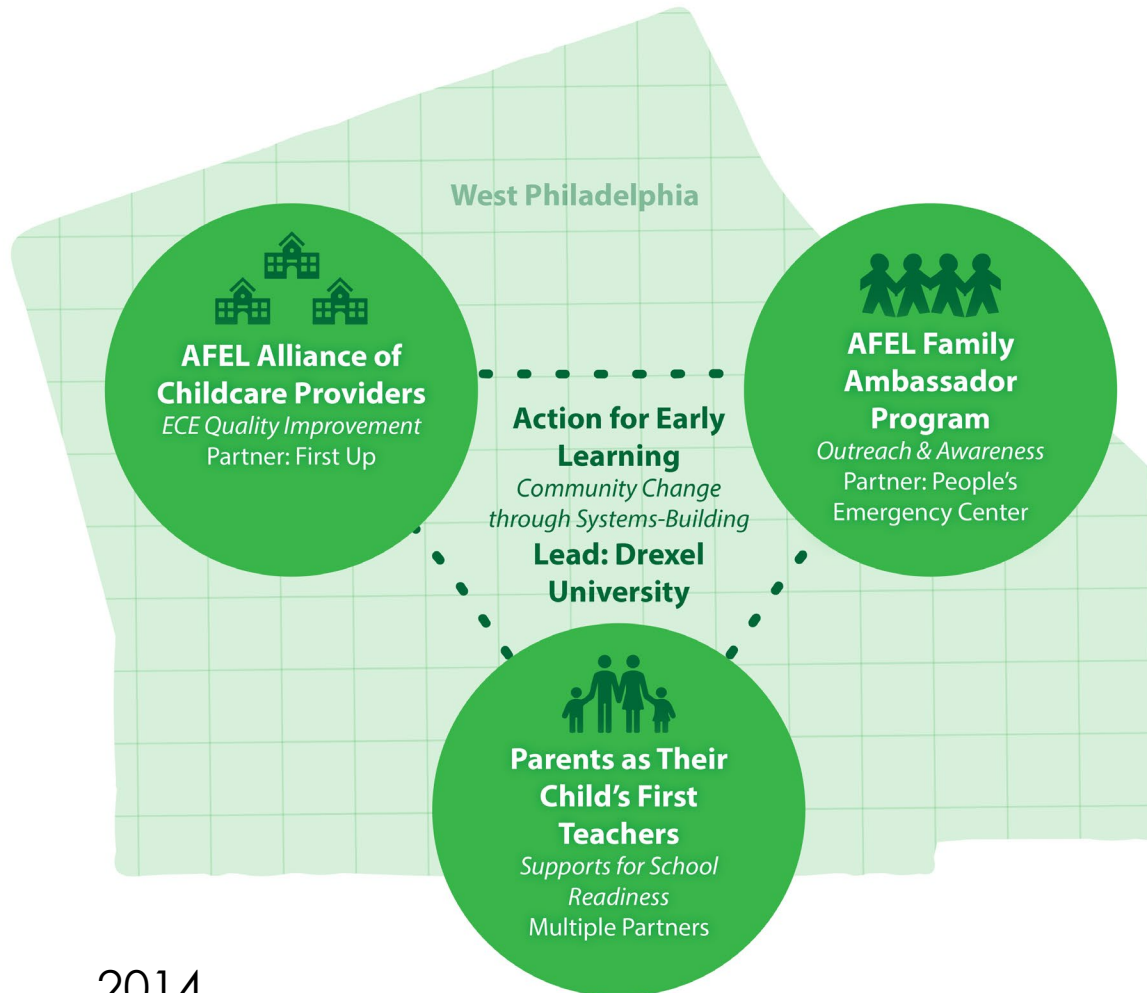 West Philadelphia
AFEL Alliance of
Childcare Providers
ECE Quality Improvement
Partner: First Up
AFEL Family
Ambassador
Program
Outreach & Awareness
Partner: People’s
Emergency Center
Action for Early
Learning
Community Change
through Systems-Building
Lead: Drexel
University
Parents as Their
Child’s First
Teachers
Supports for School
Readiness
Multiple Partners
2014